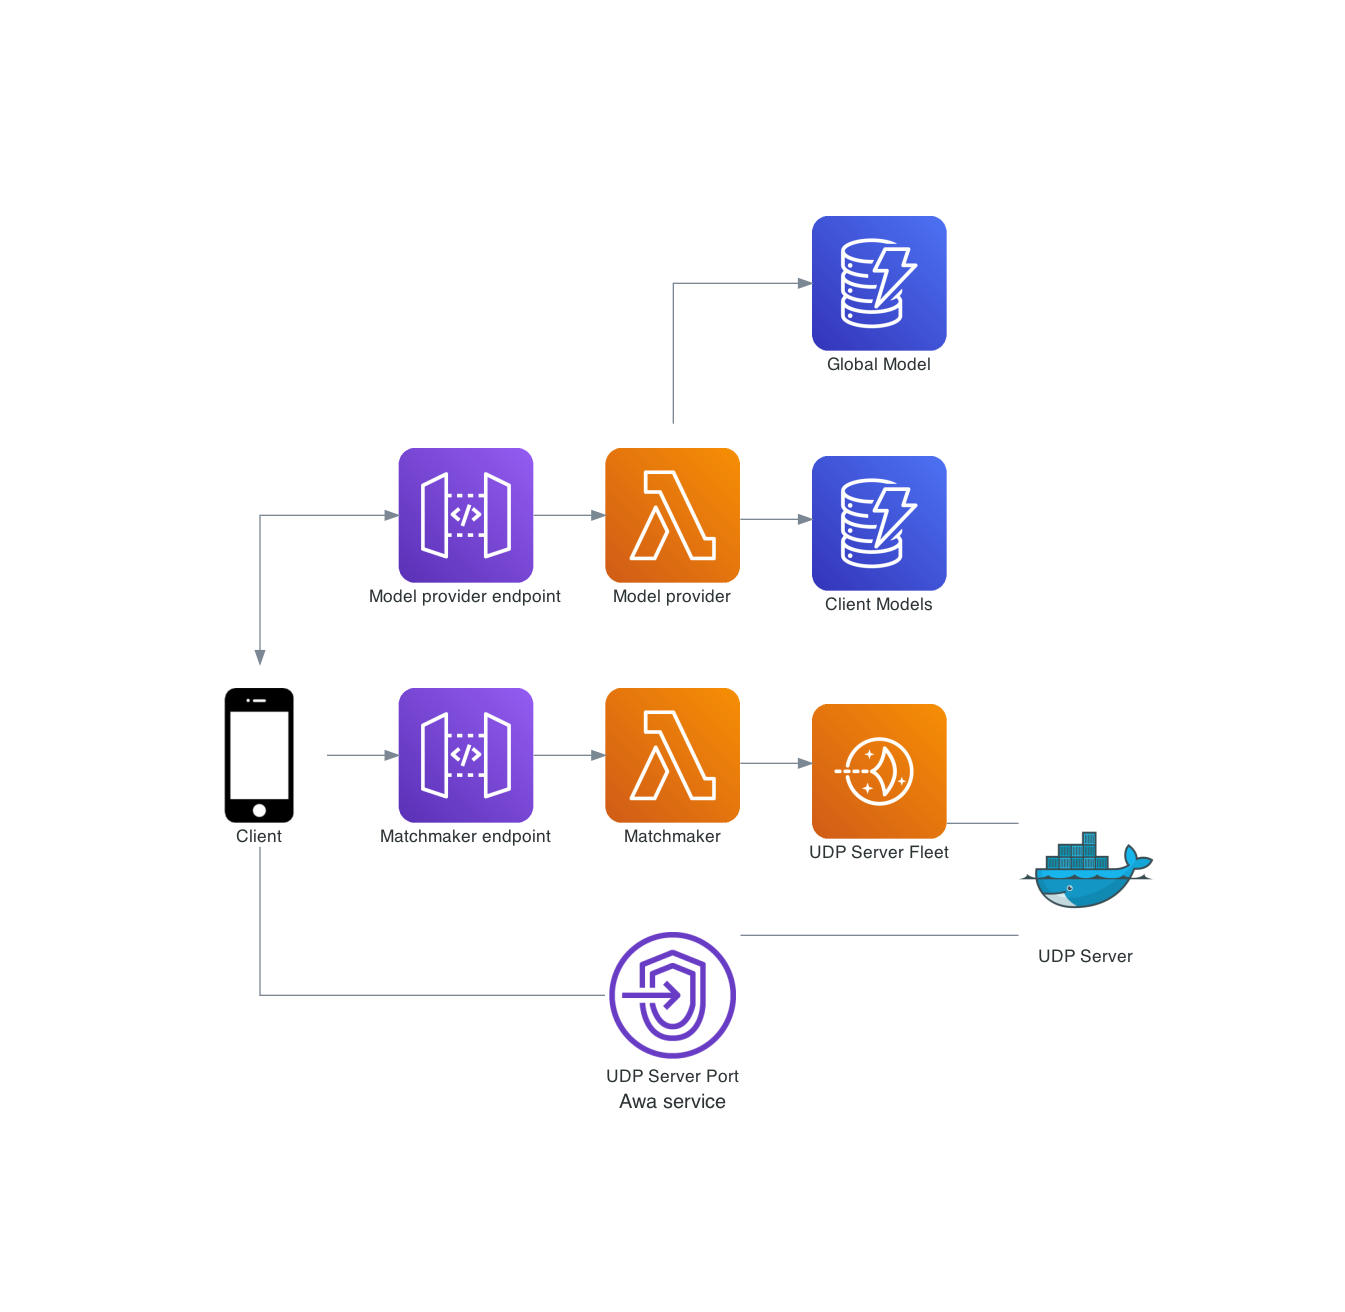 Global Model
Model provider endpoint
Model provider
Client Models
Client
Matchmaker endpoint
Matchmaker
UDP Server Fleet
UDP Server
UDP Server Port
Awa service